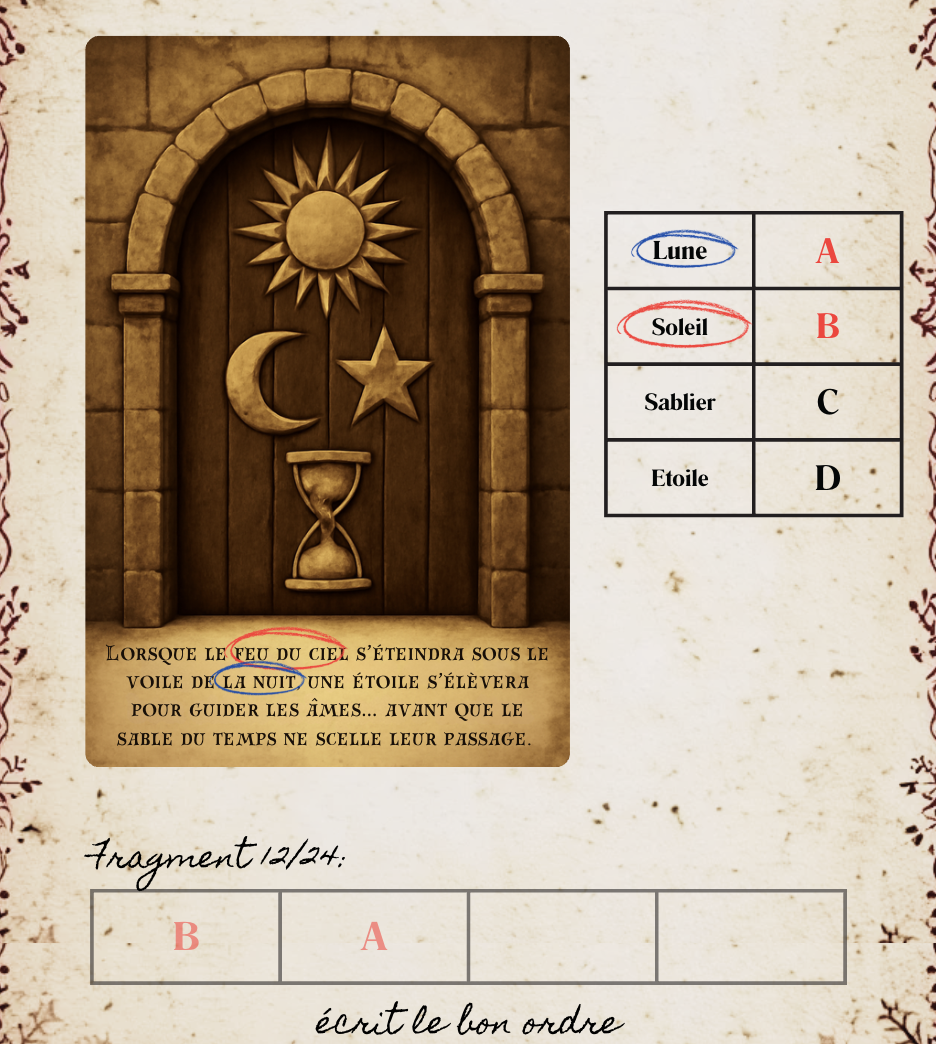 Lune A
Soleil B
Sablier C
Etoile D
LORSQUE LE FEU DU CIEL S'ÉTEINDRA SOUS LE
VOILE DE LA NUIT, UNE ÉTOILE S'ÉLÈVERA
POUR GUIDER LES ÂMES... AVANT QUE LE
SABLE DU TEMPS NE SCELLE LEUR PASSAGE.
Fragment 12/24:
B A
écrit le bon ordre